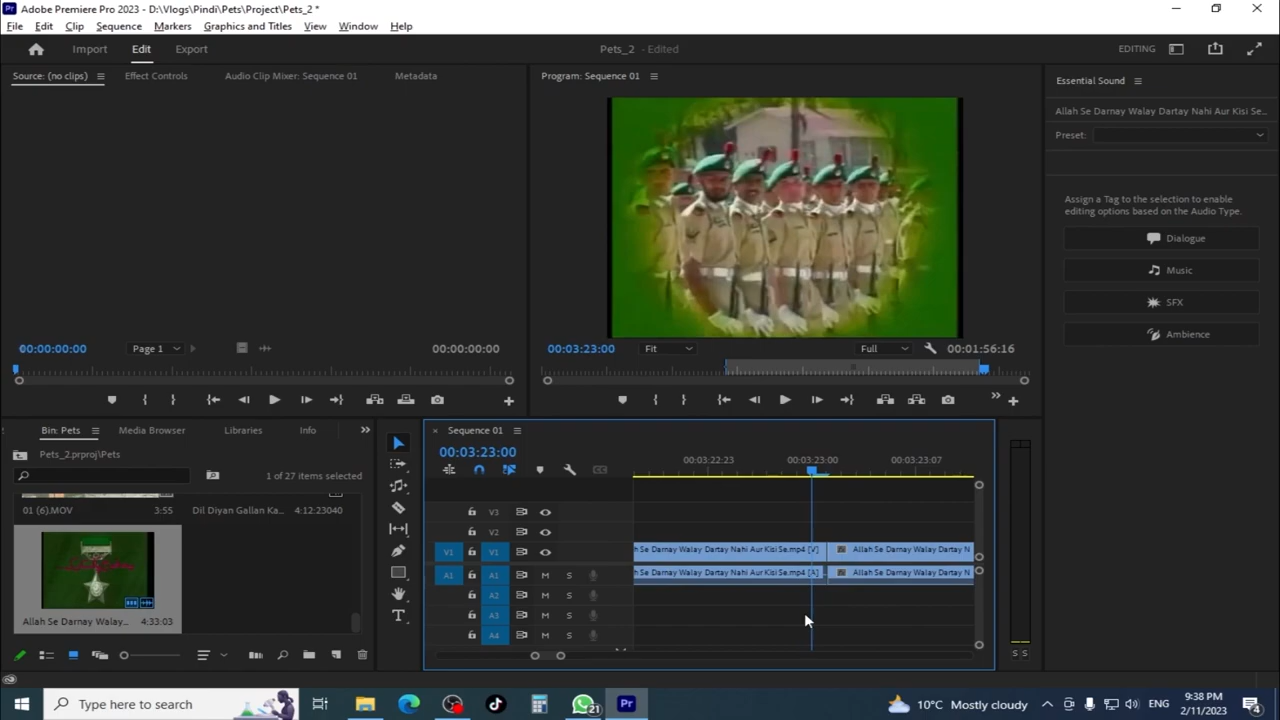 Adobe Premiere Pro 2023 - D:\Vlogs\Pindi\Pets\Project\Pets_2 *
File Edit Clip Sequence Markers Graphics and Titles View Window Help
Import Edit Export
Pets_2 - Edited
EDITING
Source: (no clips) Effect Controls Audio Clip Mixer: Sequence 01 Metadata
Program: Sequence 01
Essential Sound
Allah Se Darnay Walay Dartay Nahi Aur Kisi Se...
Preset:
Assign a Tag to the selection to enable
editing options based on the Audio Type.
Dialogue
Music
SFX
Ambience
00:00:00:00 Page 1 00:00:00:00
00:03:23:00 Fit Full 00:01:56:16
Bin: Pets Media Browser Libraries Info
Pets_2.prproj\Pets
1 of 27 items selected
01 (6).MOV 3:55 Dil Diyan Gallan Ka... 4:12:23040
Allah Se Darnay Walay... 4:33:03
Sequence 01
00:03:23:00
00:03:22:23 00:03:23:00 00:03:23:07
V3
V2
V1 V1 h Se Darnay Walay Dartay Nahi Aur Kisi Se.mp4 [V] Allah Se Darnay Walay Dartay N
A1 A1 M S h Se Darnay Walay Dartay Nahi Aur Kisi Se.mp4 [A] Allah Se Darnay Walay Dartay N
A2 M S
A3 M S
A4 M S
S S
Type here to search
21
Pr
10°C Mostly cloudy
ENG
9:38 PM
2/11/2023
4